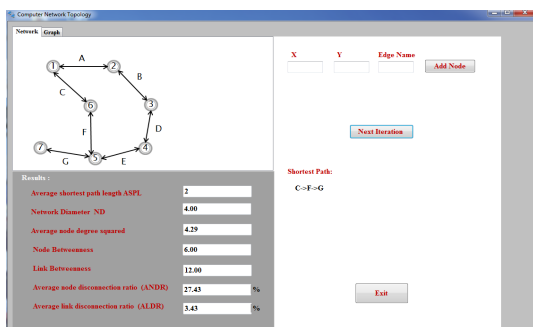 Computer Network Topology
Network Graph
A
1 2
B
C
6 3
F D
7 5 4
G E
X Y Edge Name
Add Node
Next Iteration
Shortest Path:
C->F->G
Exit
Results :
Average shortest path length ASPL 2
Network Diameter ND 4.00
Average node degree squared 4.29
Node Betweenness 6.00
Link Betweenness 12.00
Average node disconnection ratio (ANDR) 27.43 %
Average link disconnection ratio (ALDR) 3.43 %